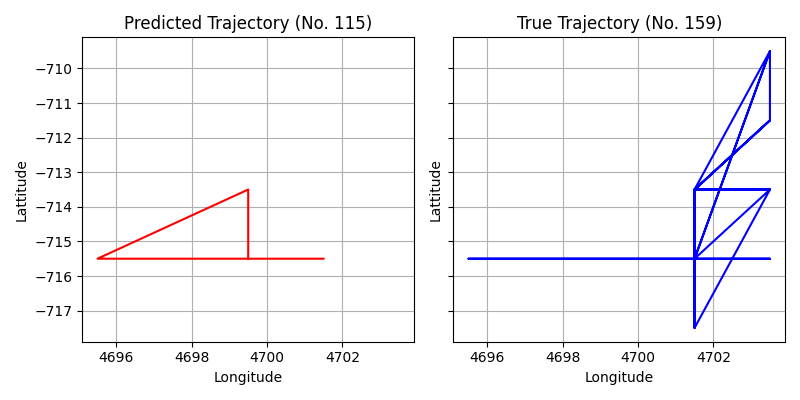 Predicted Trajectory (No. 115)
True Trajectory (No. 159)
Lattitude
−710
−711
−712
−713
−714
−715
−716
−717
4696
4698
4700
4702
Longitude
Lattitude
4696
4698
4700
4702
Longitude